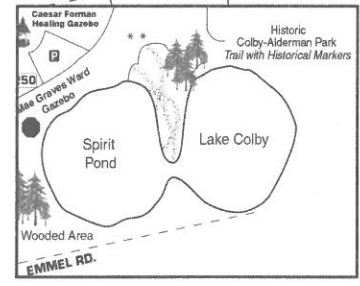 Caesar Forman
Healing Gazebo
P
250
Mae Graves Ward
Gazebo
* *
Historic
Colby-Alderman Park
Trail with Historical Markers
Spirit
Pond
Lake Colby
Wooded Area
EMMEL RD.